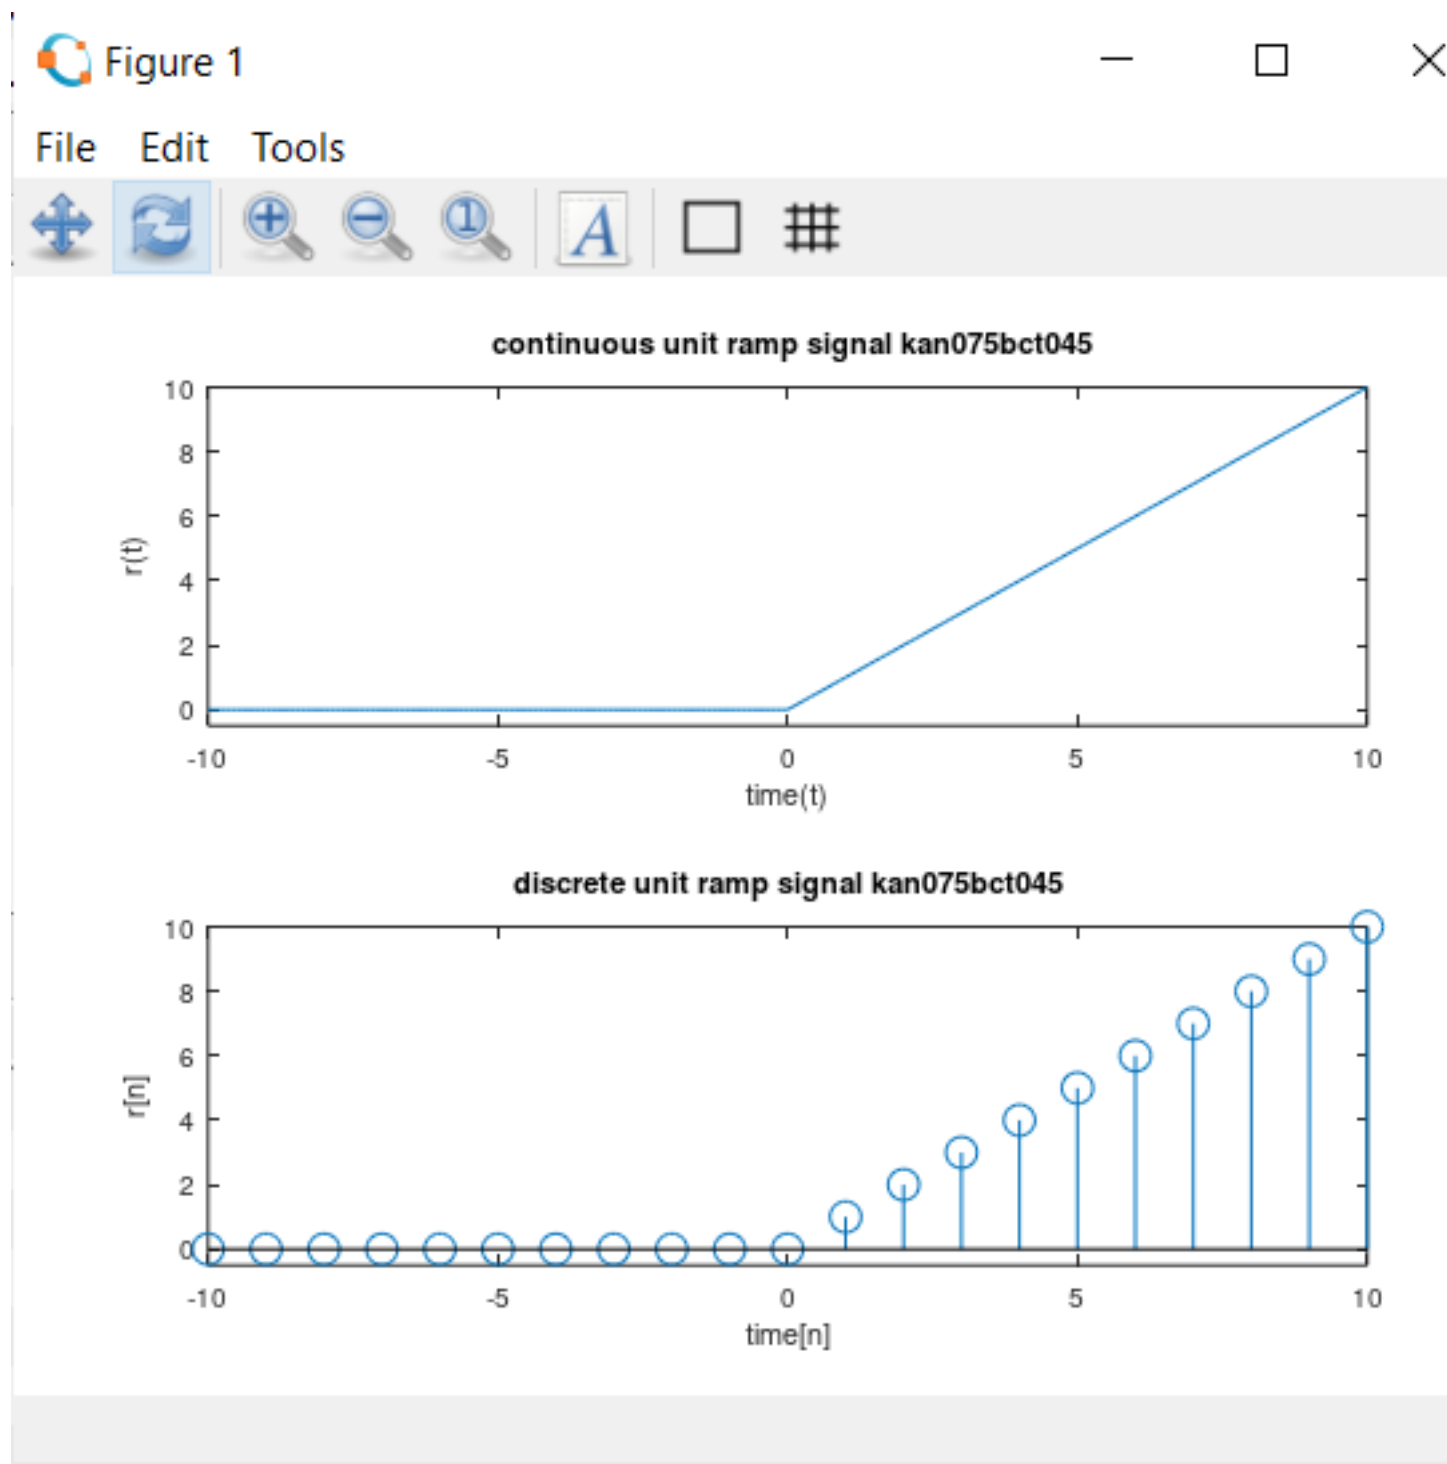 Figure 1
File Edit Tools
1 A
continuous unit ramp signal kan075bct045
10
8
6
4
2
0
r(t)
-10 -5 0 5 10
time(t)
discrete unit ramp signal kan075bct045
10
8
6
4
2
0
r[n]
-10 -5 0 5 10
time[n]